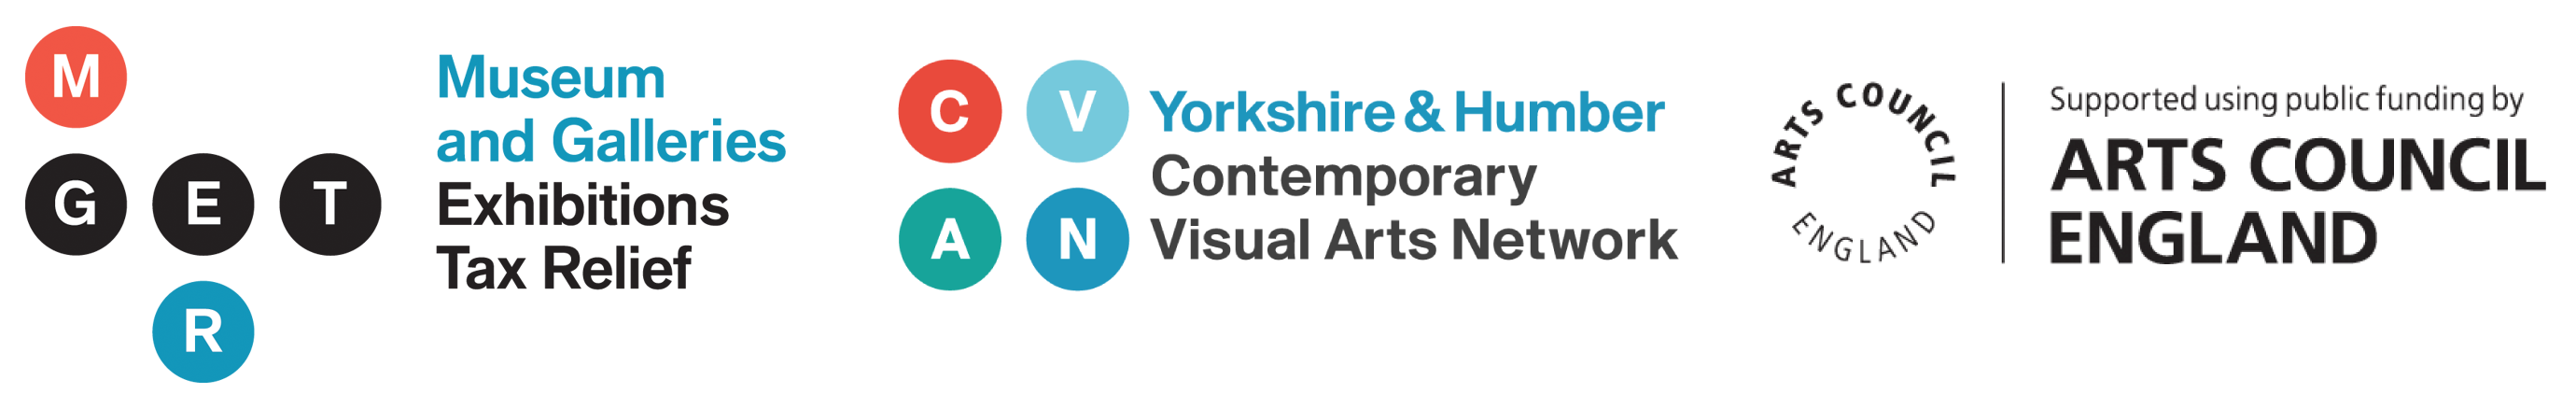 M
G E T
R
Museum
and Galleries
Exhibitions
Tax Relief
C V
A N
Yorkshire & Humber
Contemporary
Visual Arts Network
ARTS COUNCIL
ENGLAND
Supported using public funding by
ARTS COUNCIL
ENGLAND